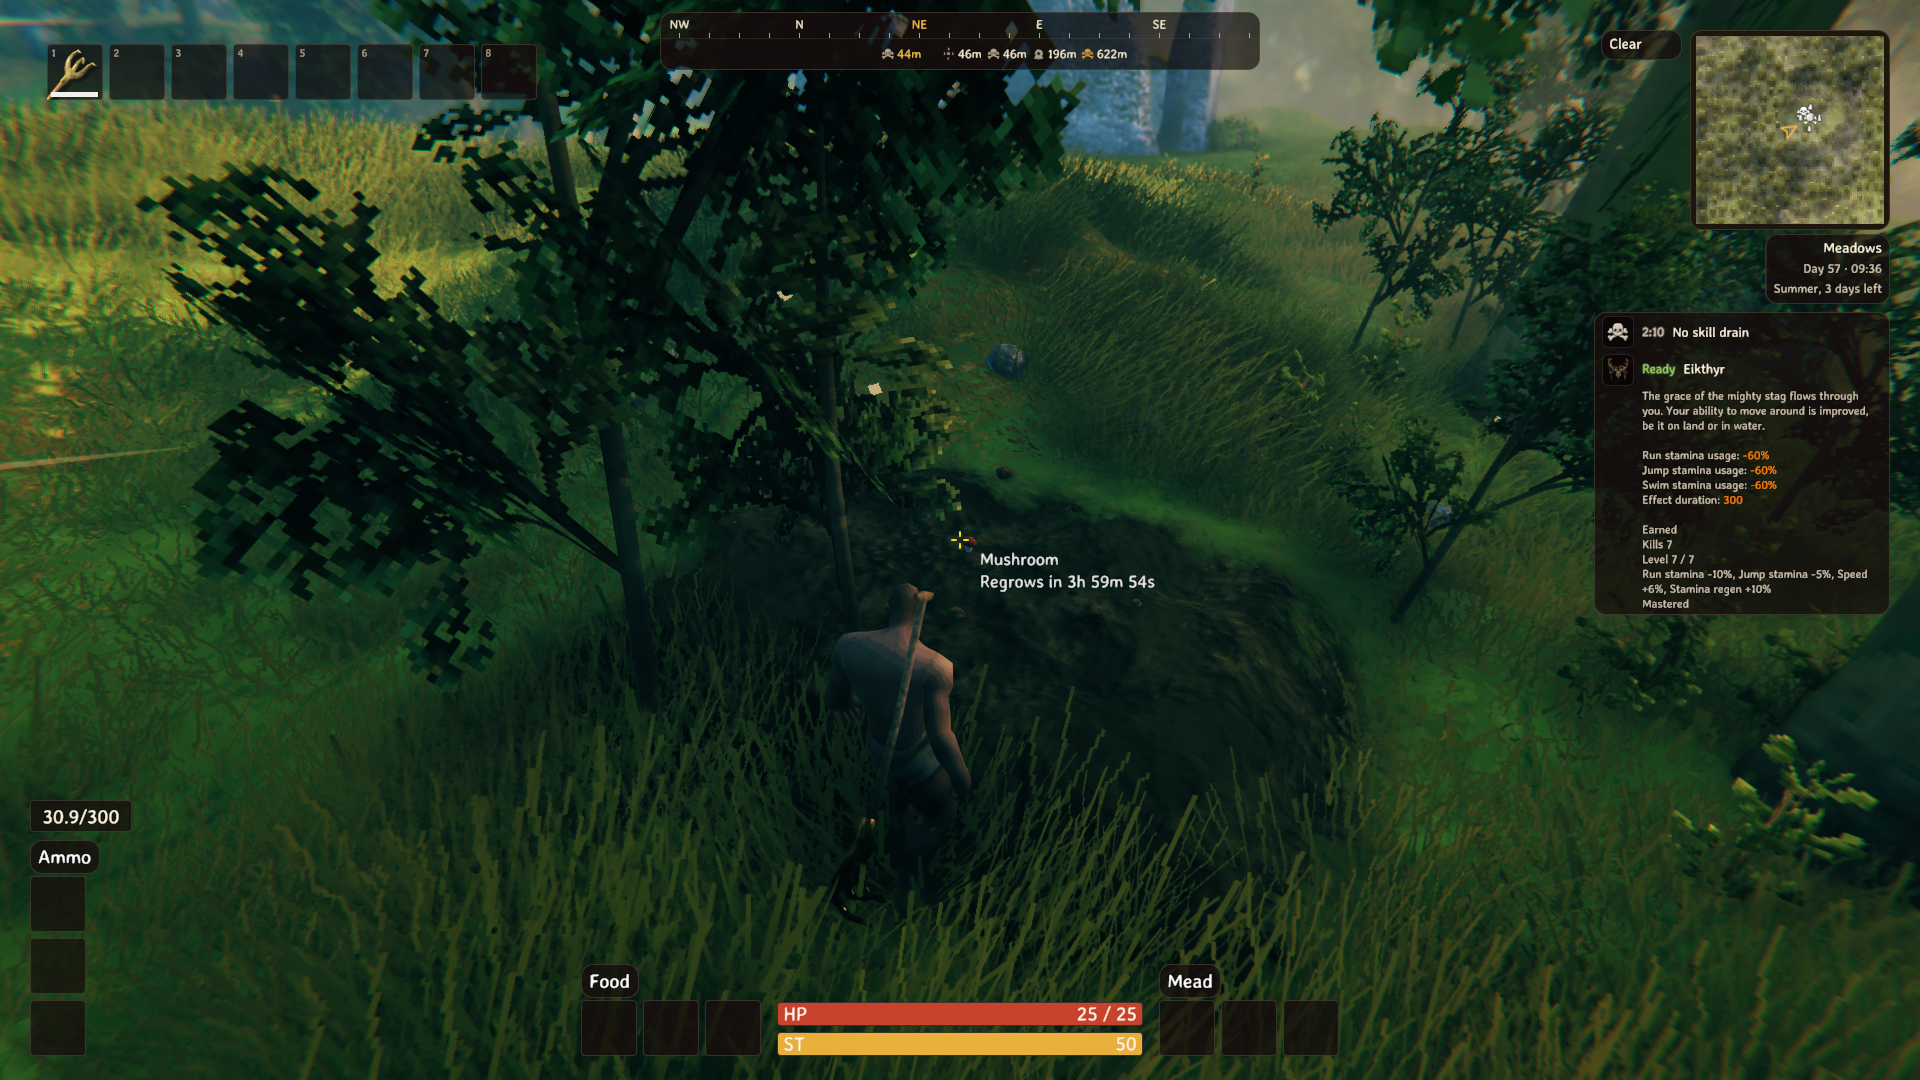 NW N NE E SE
44m 46m 46m 196m 622m
1 2 3 4 5 6 7 8
Clear
Meadows
Day 57 · 09:36
Summer, 3 days left
2:10 No skill drain
Ready Eikthyr
The grace of the mighty stag flows through
you. Your ability to move around is improved,
be it on land or in water.
Run stamina usage: -60%
Jump stamina usage: -60%
Swim stamina usage: -60%
Effect duration: 300
Earned
Kills 7
Level 7 / 7
Run stamina -10%, Jump stamina -5%, Speed
+6%, Stamina regen +10%
Mastered
Mushroom
Regrows in 3h 59m 54s
30.9/300
Ammo
Food
HP 25 / 25
ST 50
Mead